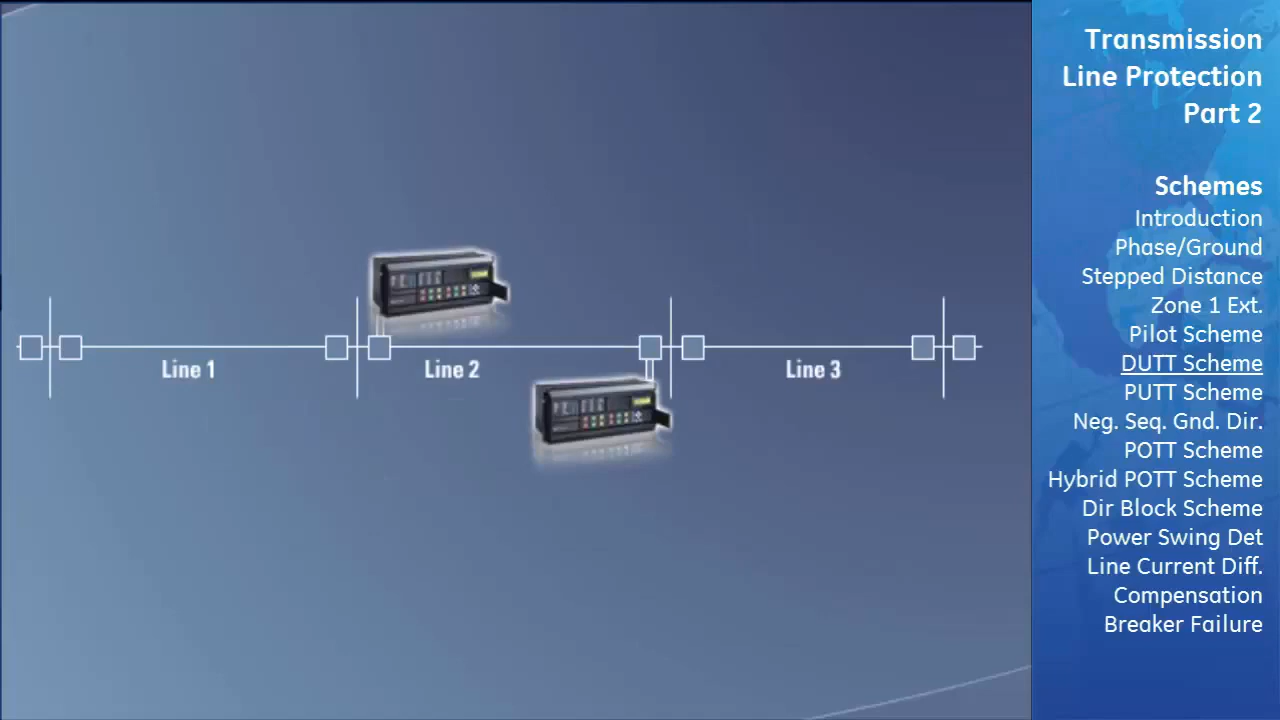 Transmission
Line Protection
Part 2
Schemes
Introduction
Phase/Ground
Stepped Distance
Zone 1 Ext.
Pilot Scheme
DUTT Scheme
PUTT Scheme
Neg. Seq. Gnd. Dir.
POTT Scheme
Hybrid POTT Scheme
Dir Block Scheme
Power Swing Det
Line Current Diff.
Compensation
Breaker Failure
Line 1
Line 2
Line 3